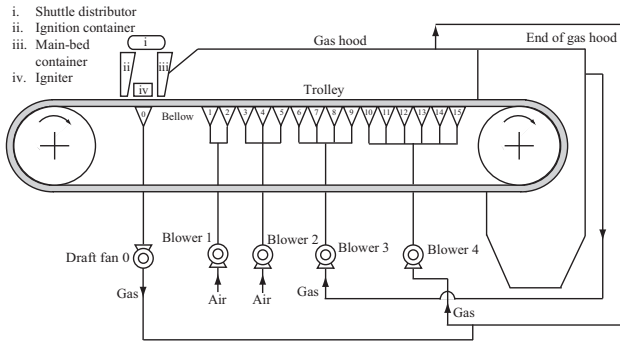 i. Shuttle distributor
ii. Ignition container
iii. Main-bed
container
iv. Igniter
i
ii
iii
iv
Gas hood
End of gas hood
Trolley
0
Bellow
1 2 3 4 5 6 7 8 9 10 11 12 13 14 15
Draft fan 0
Blower 1
Blower 2
Blower 3
Blower 4
Gas
Air
Air
Gas
Gas